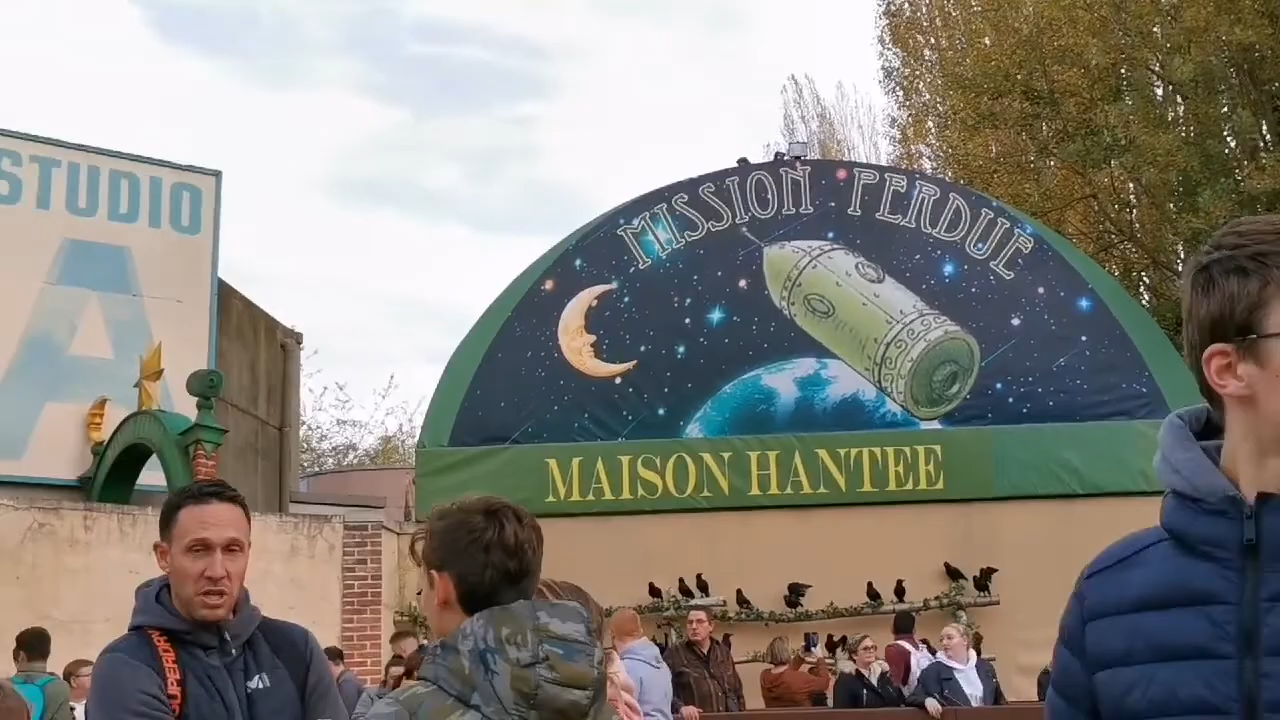 STUDIO
A
MISSION PERDUE
MAISON HANTEE
SUPERDRY